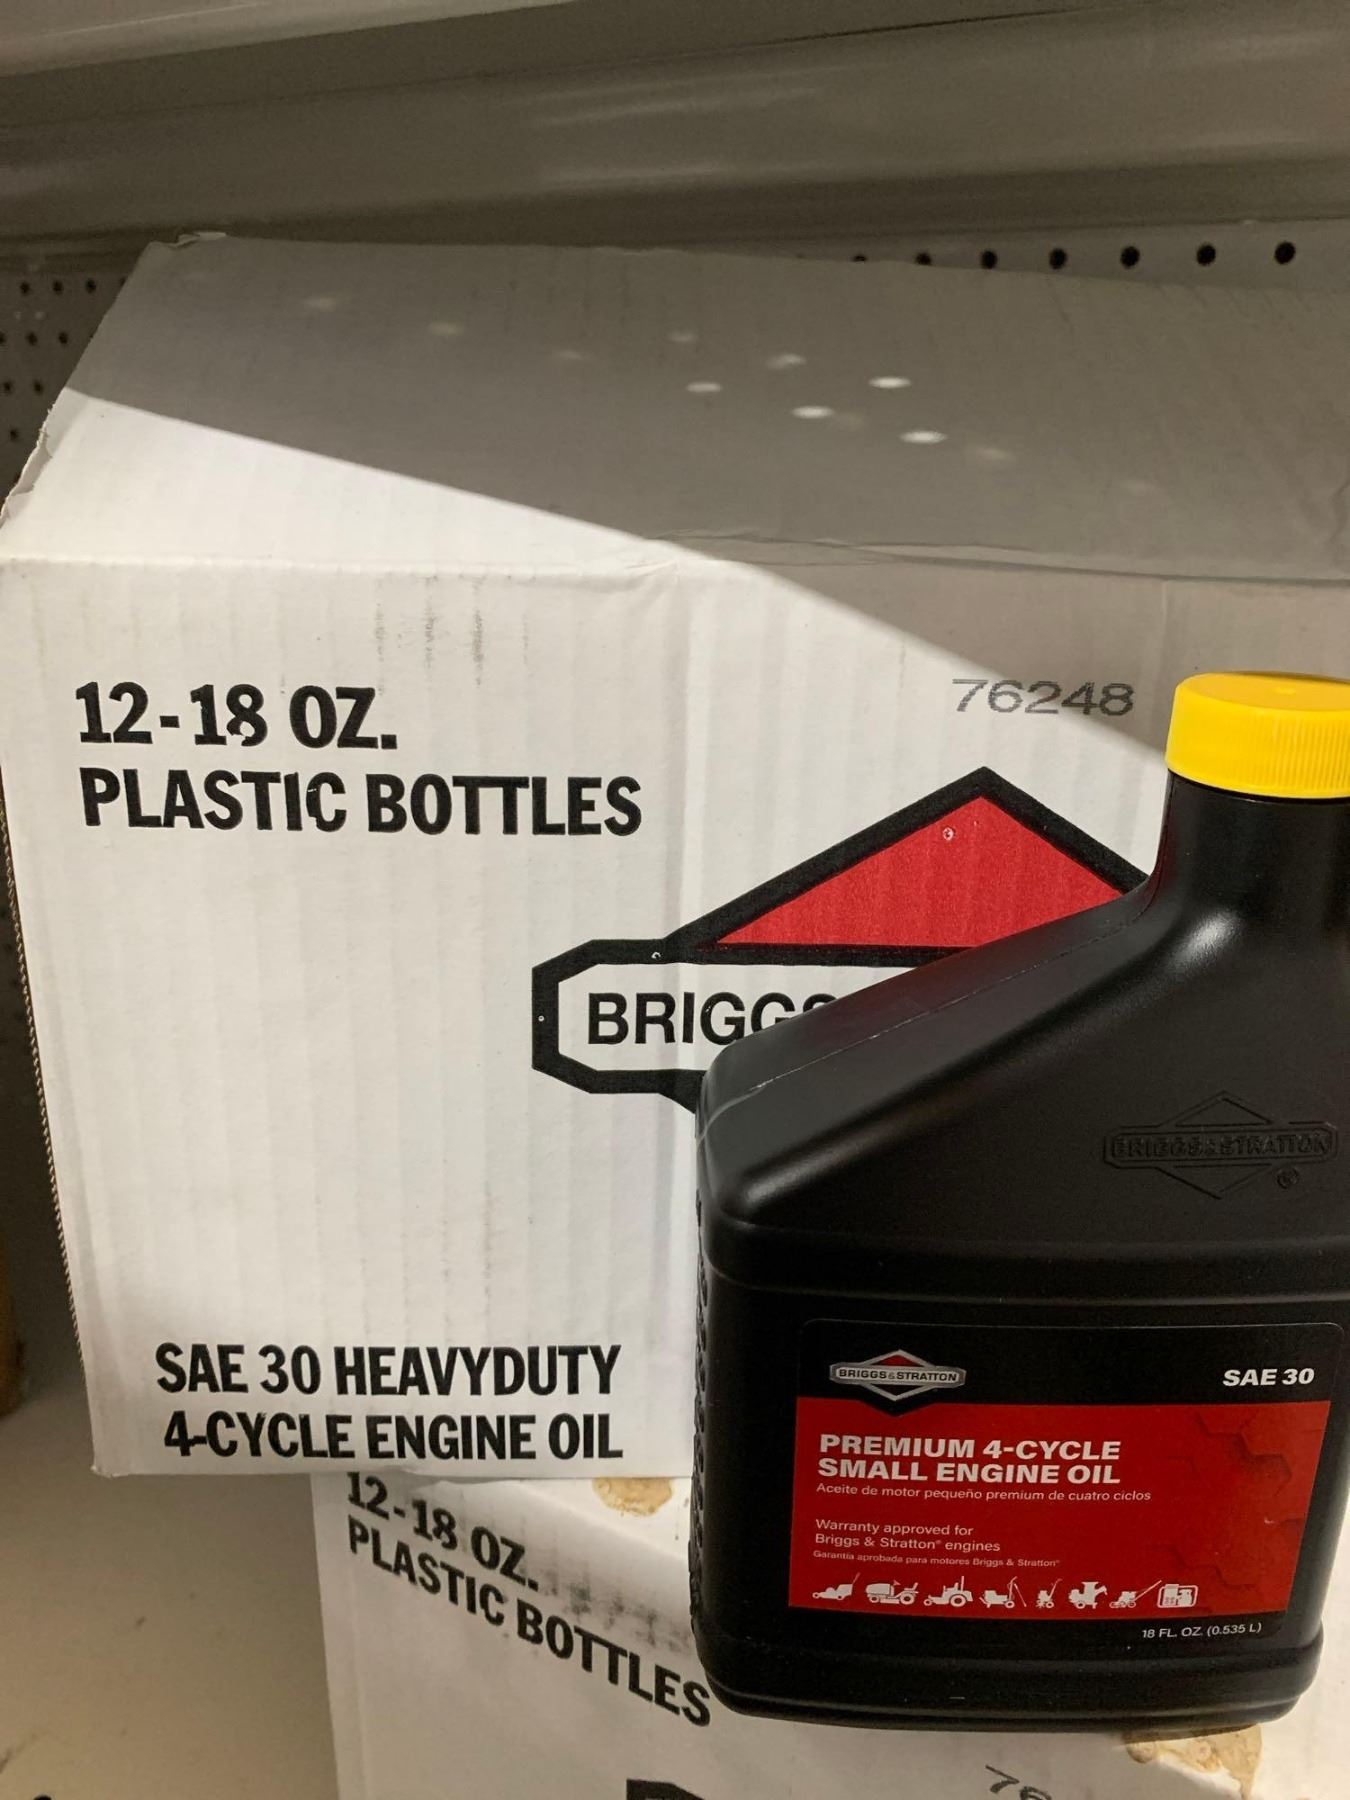 12-18 OZ.
PLASTIC BOTTLES
76248
SAE 30 HEAVYDUTY
4-CYCLE ENGINE OIL
BRIGGS&STRATTON
®
BRIGGS&STRATTON
SAE 30
PREMIUM 4-CYCLE
SMALL ENGINE OIL
Aceite de motor pequeño premium de cuatro ciclos
Warranty approved for
Briggs & Stratton® engines
Garantía aprobada para motores Briggs & Stratton®
18 FL. OZ. (0.535 L)
12-18 OZ.
PLASTIC BOTTLES